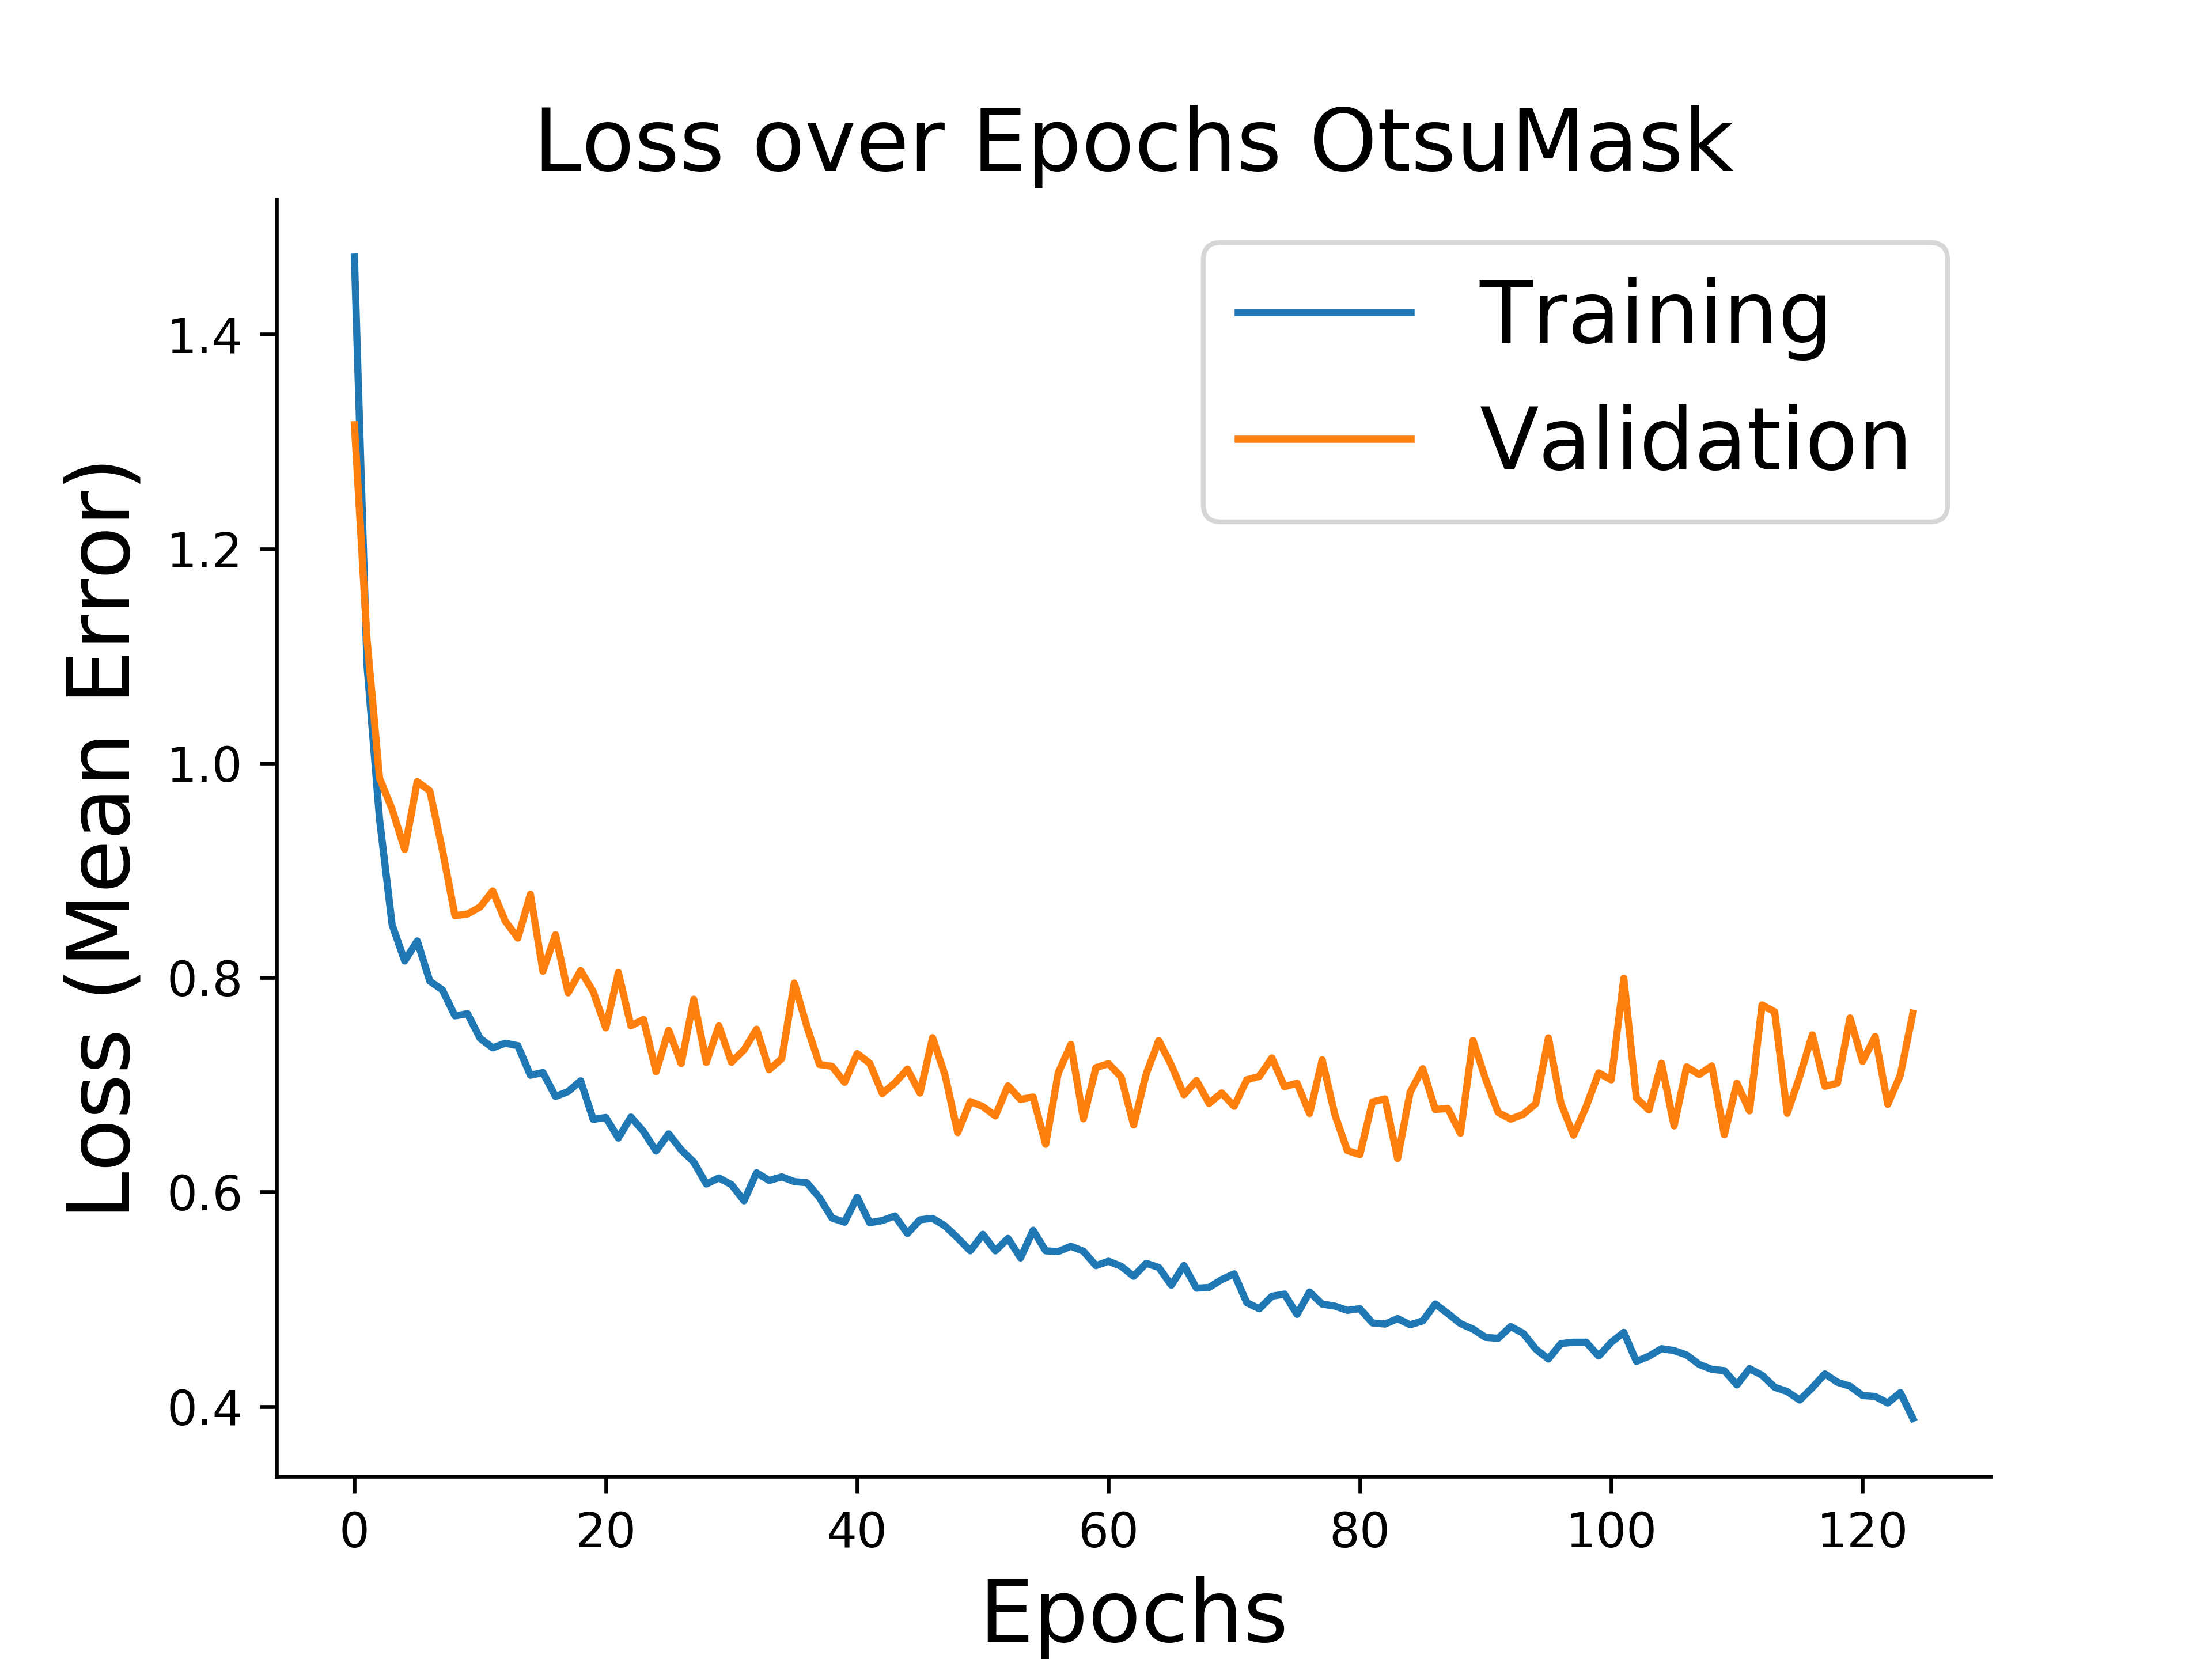 Loss over Epochs OtsuMask
Training
Validation
Loss (Mean Error)
1.4
1.2
1.0
0.8
0.6
0.4
0 20 40 60 80 100 120
Epochs